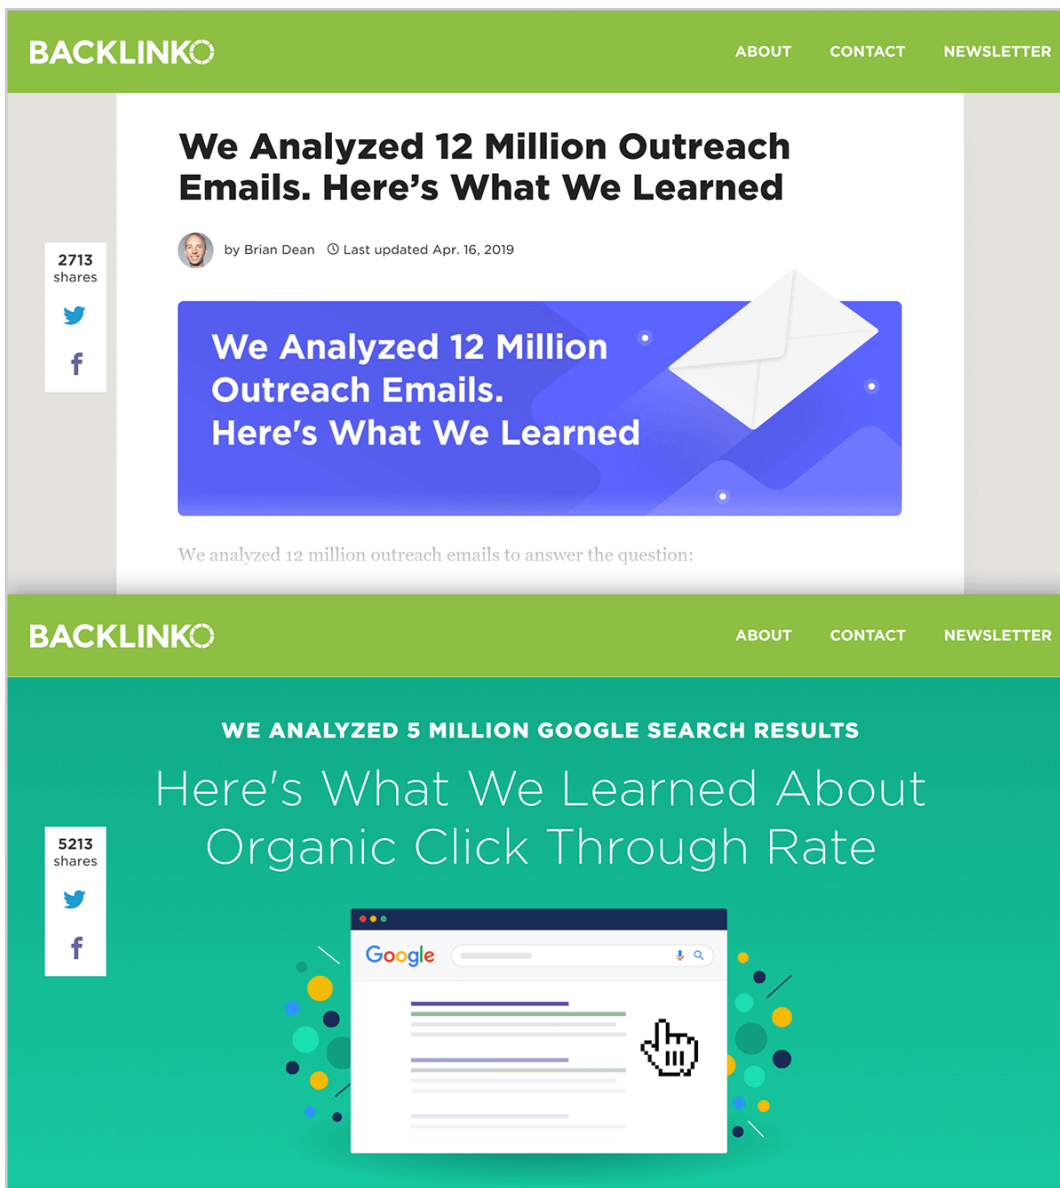 BACKLINKO
ABOUT CONTACT NEWSLETTER
We Analyzed 12 Million Outreach
Emails. Here’s What We Learned
by Brian Dean Last updated Apr. 16, 2019
2713
shares
We Analyzed 12 Million
Outreach Emails.
Here's What We Learned
We analyzed 12 million outreach emails to answer the question:
BACKLINKO
ABOUT CONTACT NEWSLETTER
WE ANALYZED 5 MILLION GOOGLE SEARCH RESULTS
Here's What We Learned About
Organic Click Through Rate
5213
shares
Google